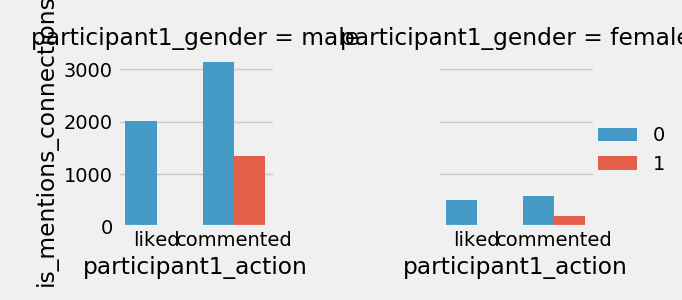 participant1_gender = male
participant1_gender = female
is_mentions_connections
3000
2000
1000
0
liked
commented
participant1_action
liked
commented
participant1_action
0
1